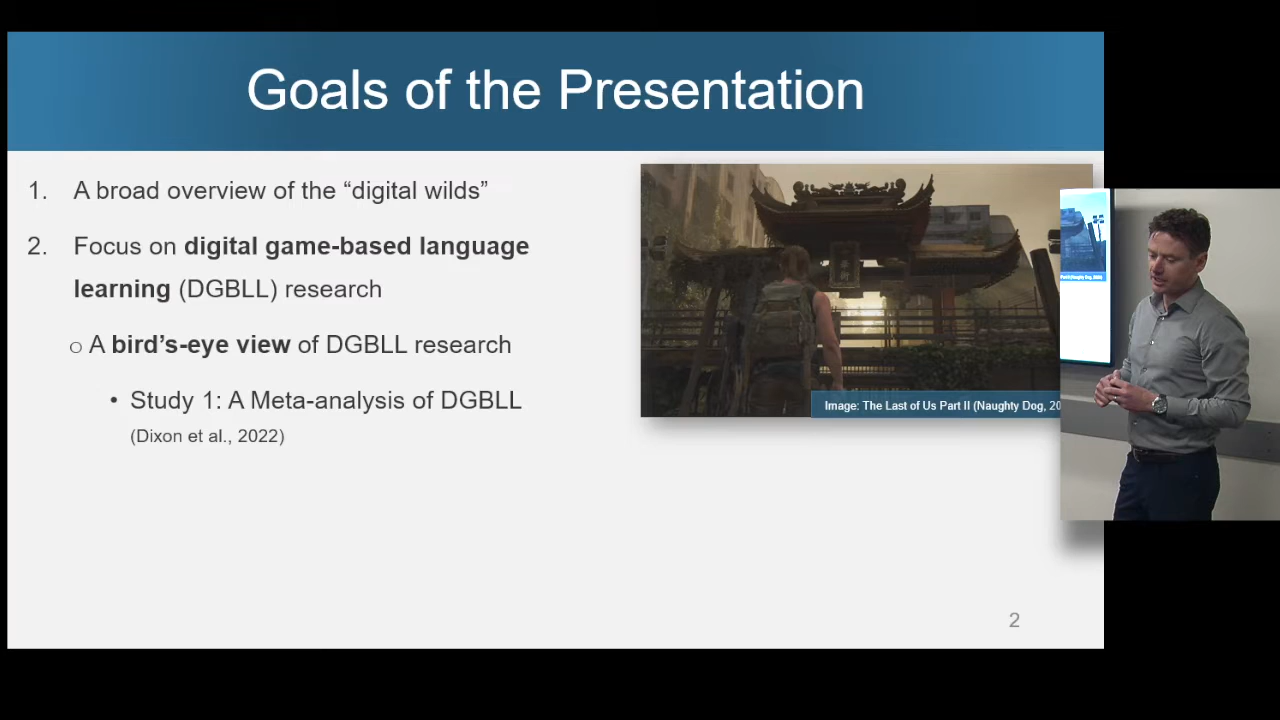 Goals of the Presentation
1. A broad overview of the “digital wilds”
2. Focus on digital game-based language
learning (DGBLL) research
○ A bird’s-eye view of DGBLL research
• Study 1: A Meta-analysis of DGBLL
(Dixon et al., 2022)
Image: The Last of Us Part II (Naughty Dog, 20
2